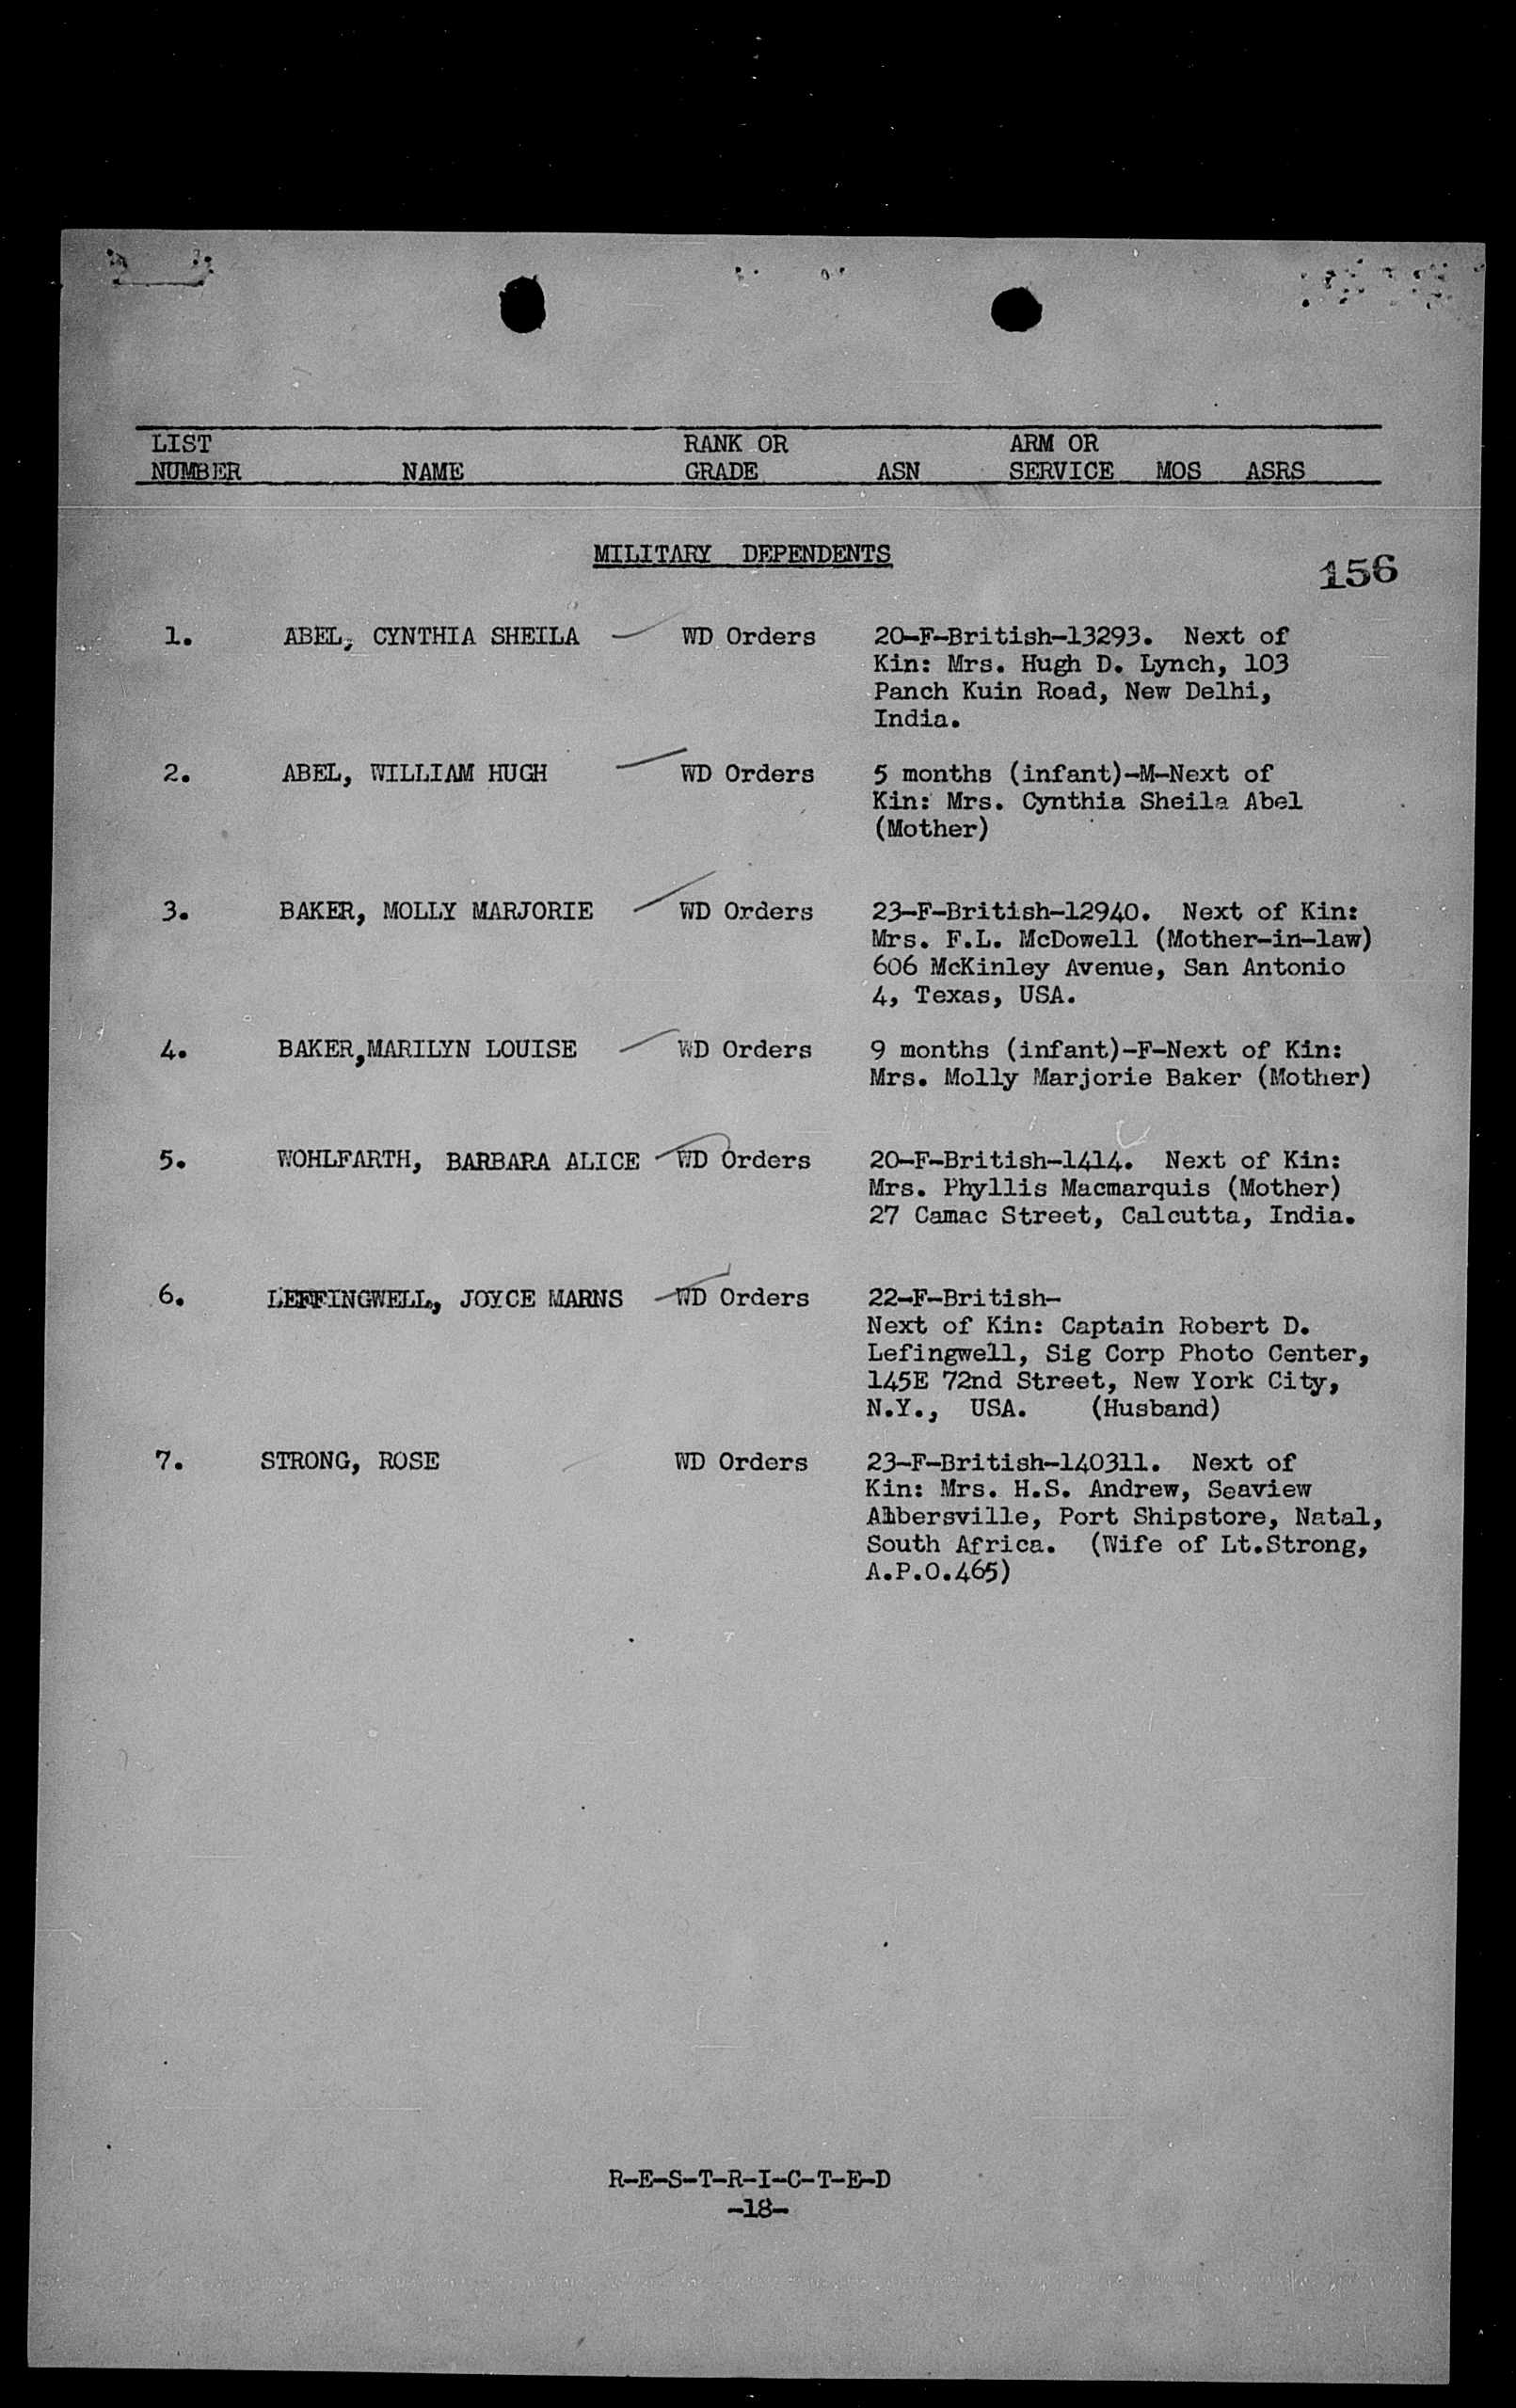 LIST NUMBER NAME RANK OR GRADE ASN ARM OR SERVICE MOS ASRS
MILITARY DEPENDENTS
156
1. ABEL, CYNTHIA SHEILA WD Orders 20-F-British-13293. Next of
Kin: Mrs. Hugh D. Lynch, 103
Panch Kuin Road, New Delhi,
India.
2. ABEL, WILLIAM HUGH WD Orders 5 months (infant)-M-Next of
Kin: Mrs. Cynthia Sheila Abel
(Mother)
3. BAKER, MOLLY MARJORIE WD Orders 23-F-British-12940. Next of Kin:
Mrs. F.L. McDowell (Mother-in-law)
606 McKinley Avenue, San Antonio
4, Texas, USA.
4. BAKER,MARILYN LOUISE WD Orders 9 months (infant)-F-Next of Kin:
Mrs. Molly Marjorie Baker (Mother)
5. WOHLFARTH, BARBARA ALICE WD Orders 20-F-British-1414. Next of Kin:
Mrs. Phyllis Macmarquis (Mother)
27 Camac Street, Calcutta, India.
6. LEFFINGWELL, JOYCE MARNS WD Orders 22-F-British-
Next of Kin: Captain Robert D.
Lefingwell, Sig Corp Photo Center,
145E 72nd Street, New York City,
N.Y., USA. (Husband)
7. STRONG, ROSE WD Orders 23-F-British-140311. Next of
Kin: Mrs. H.S. Andrew, Seaview
Port Shipstore, Natal,
South Africa. (Wife of Lt.Strong,
A.P.O.465)
R-E-S-T-R-I-C-T-E-D
-18-